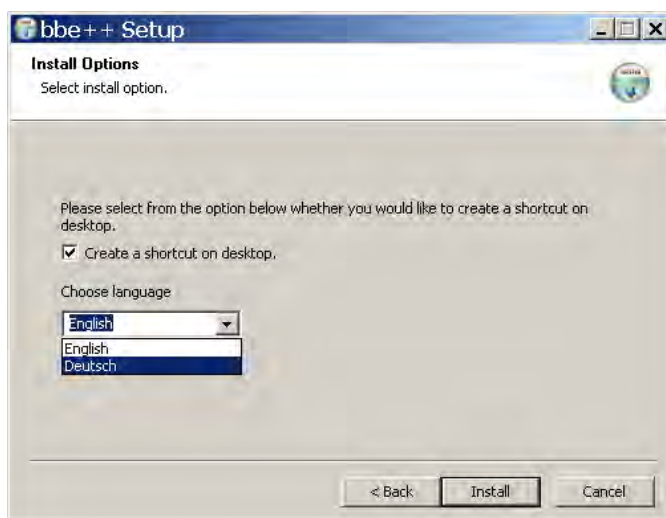 bbe++ Setup
Install Options
Select install option.
Please select from the option below whether you would like to create a shortcut on
desktop.
Create a shortcut on desktop.
Choose language
English
English
Deutsch
< Back Install Cancel